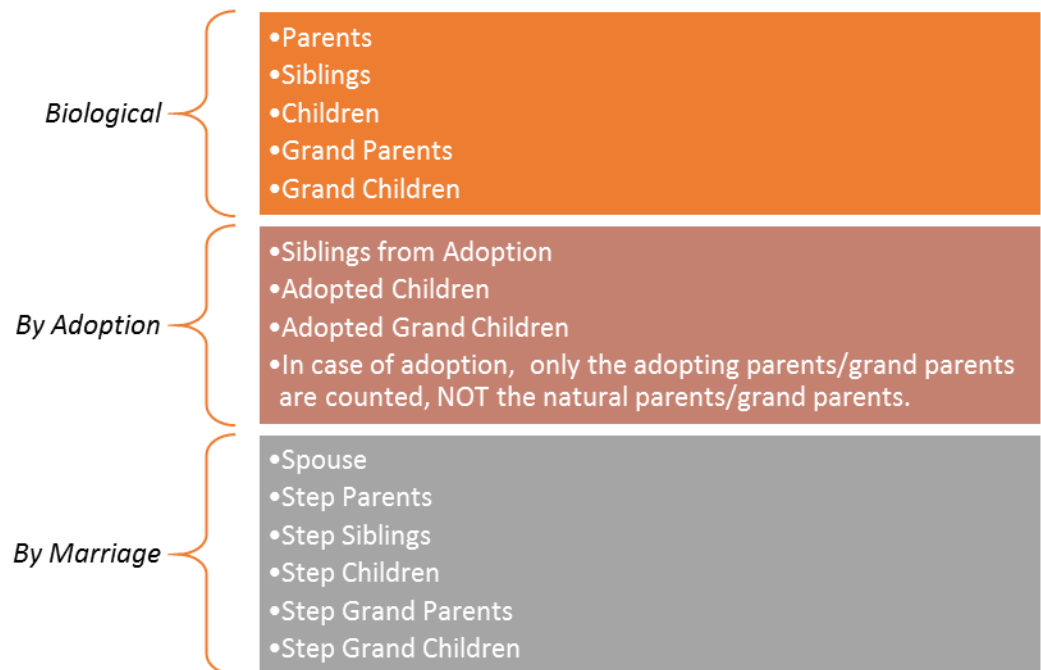 Biological
•Parents
•Siblings
•Children
•Grand Parents
•Grand Children
By Adoption
•Siblings from Adoption
•Adopted Children
•Adopted Grand Children
•In case of adoption,  only the adopting parents/grand parents
are counted, NOT the natural parents/grand parents.
By Marriage
•Spouse
•Step Parents
•Step Siblings
•Step Children
•Step Grand Parents
•Step Grand Children